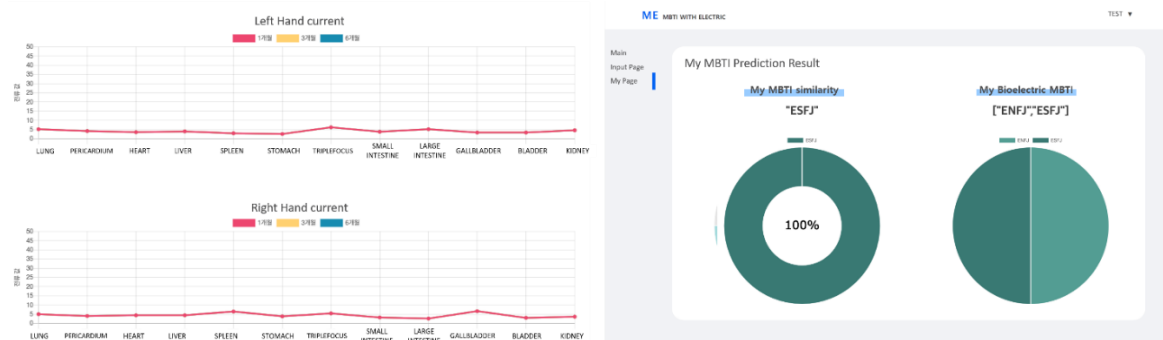 Left Hand current
1개월 3개월 6개월
50
45
40
35
30
25
20
15
10
5
0
LUNG PERICARDIUM HEART LIVER SPLEEN STOMACH TRIPLEFOCUS SMALL INTESTINE LARGE INTESTINE GALLBLADDER BLADDER KIDNEY
Right Hand current
1개월 3개월 6개월
50
45
40
35
30
25
20
15
10
5
0
LUNG PERICARDIUM HEART LIVER SPLEEN STOMACH TRIPLEFOCUS SMALL INTESTINE LARGE INTESTINE GALLBLADDER BLADDER KIDNEY
ME MBTI WITH ELECTRIC
TEST ▼
Main
Input Page
My Page
My MBTI Prediction Result
My MBTI similarity
"ESFJ"
ESFJ
100%
My Bioelectric MBTI
["ENFJ","ESFJ"]
ENFJ ESFJ